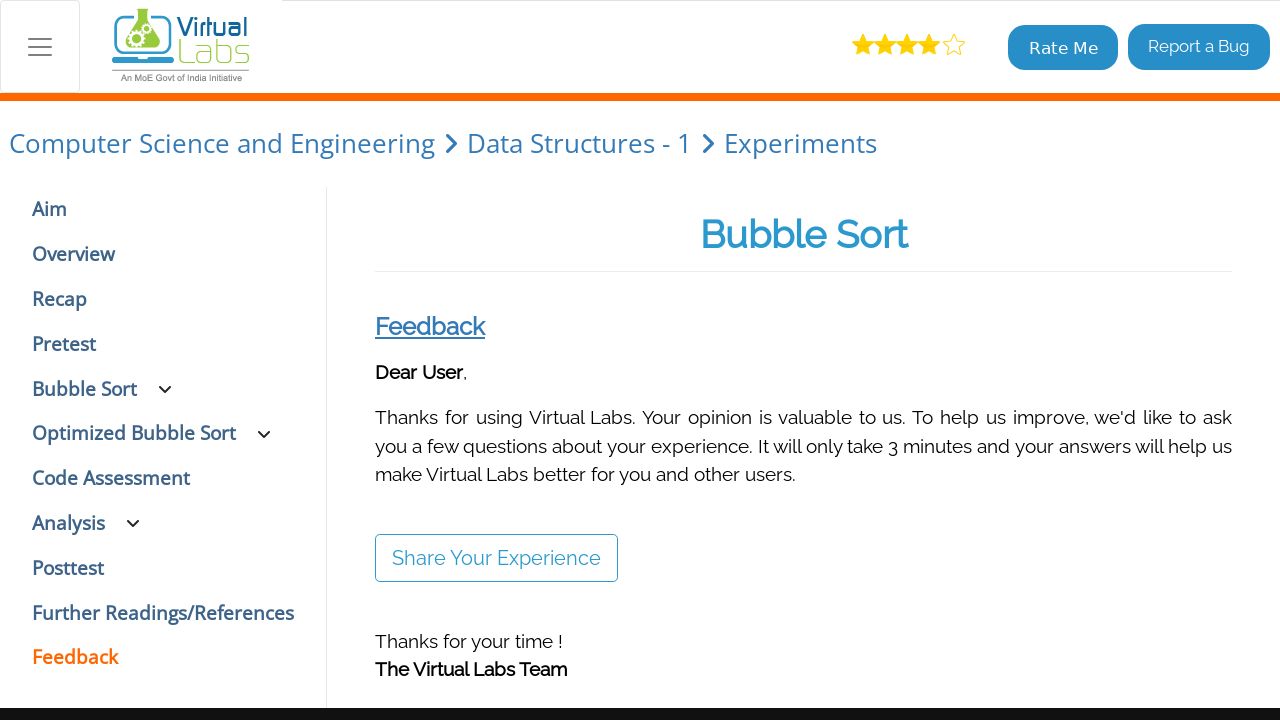 Virtual
Labs
An MoE Govt of India Initiative
Rate Me
Report a Bug
Computer Science and Engineering
Data Structures - 1
Experiments
Aim
Overview
Recap
Pretest
Bubble Sort
Optimized Bubble Sort
Code Assessment
Analysis
Posttest
Further Readings/References
Feedback
Bubble Sort
Feedback
Dear User,
Thanks for using Virtual Labs. Your opinion is valuable to us. To help us improve, we'd like to ask
you a few questions about your experience. It will only take 3 minutes and your answers will help us
make Virtual Labs better for you and other users.
Share Your Experience
Thanks for your time !
The Virtual Labs Team